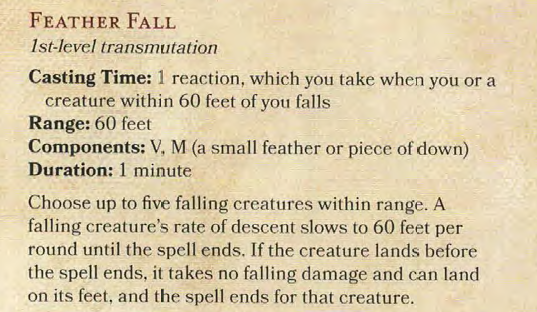 FEATHER FALL
1st-level transmutation
Casting Time: 1 reaction, which you take when you or a
creature within 60 feet of you falls
Range: 60 feet
Components: V, M (a small feather or piece of down)
Duration: 1 minute
Choose up to five falling creatures within range. A
falling creature's rate of descent slows to 60 feet per
round until the spell ends. If the creature lands before
the spell ends, it takes no falling damage and can land
on its feet, and the spell ends for that creature.